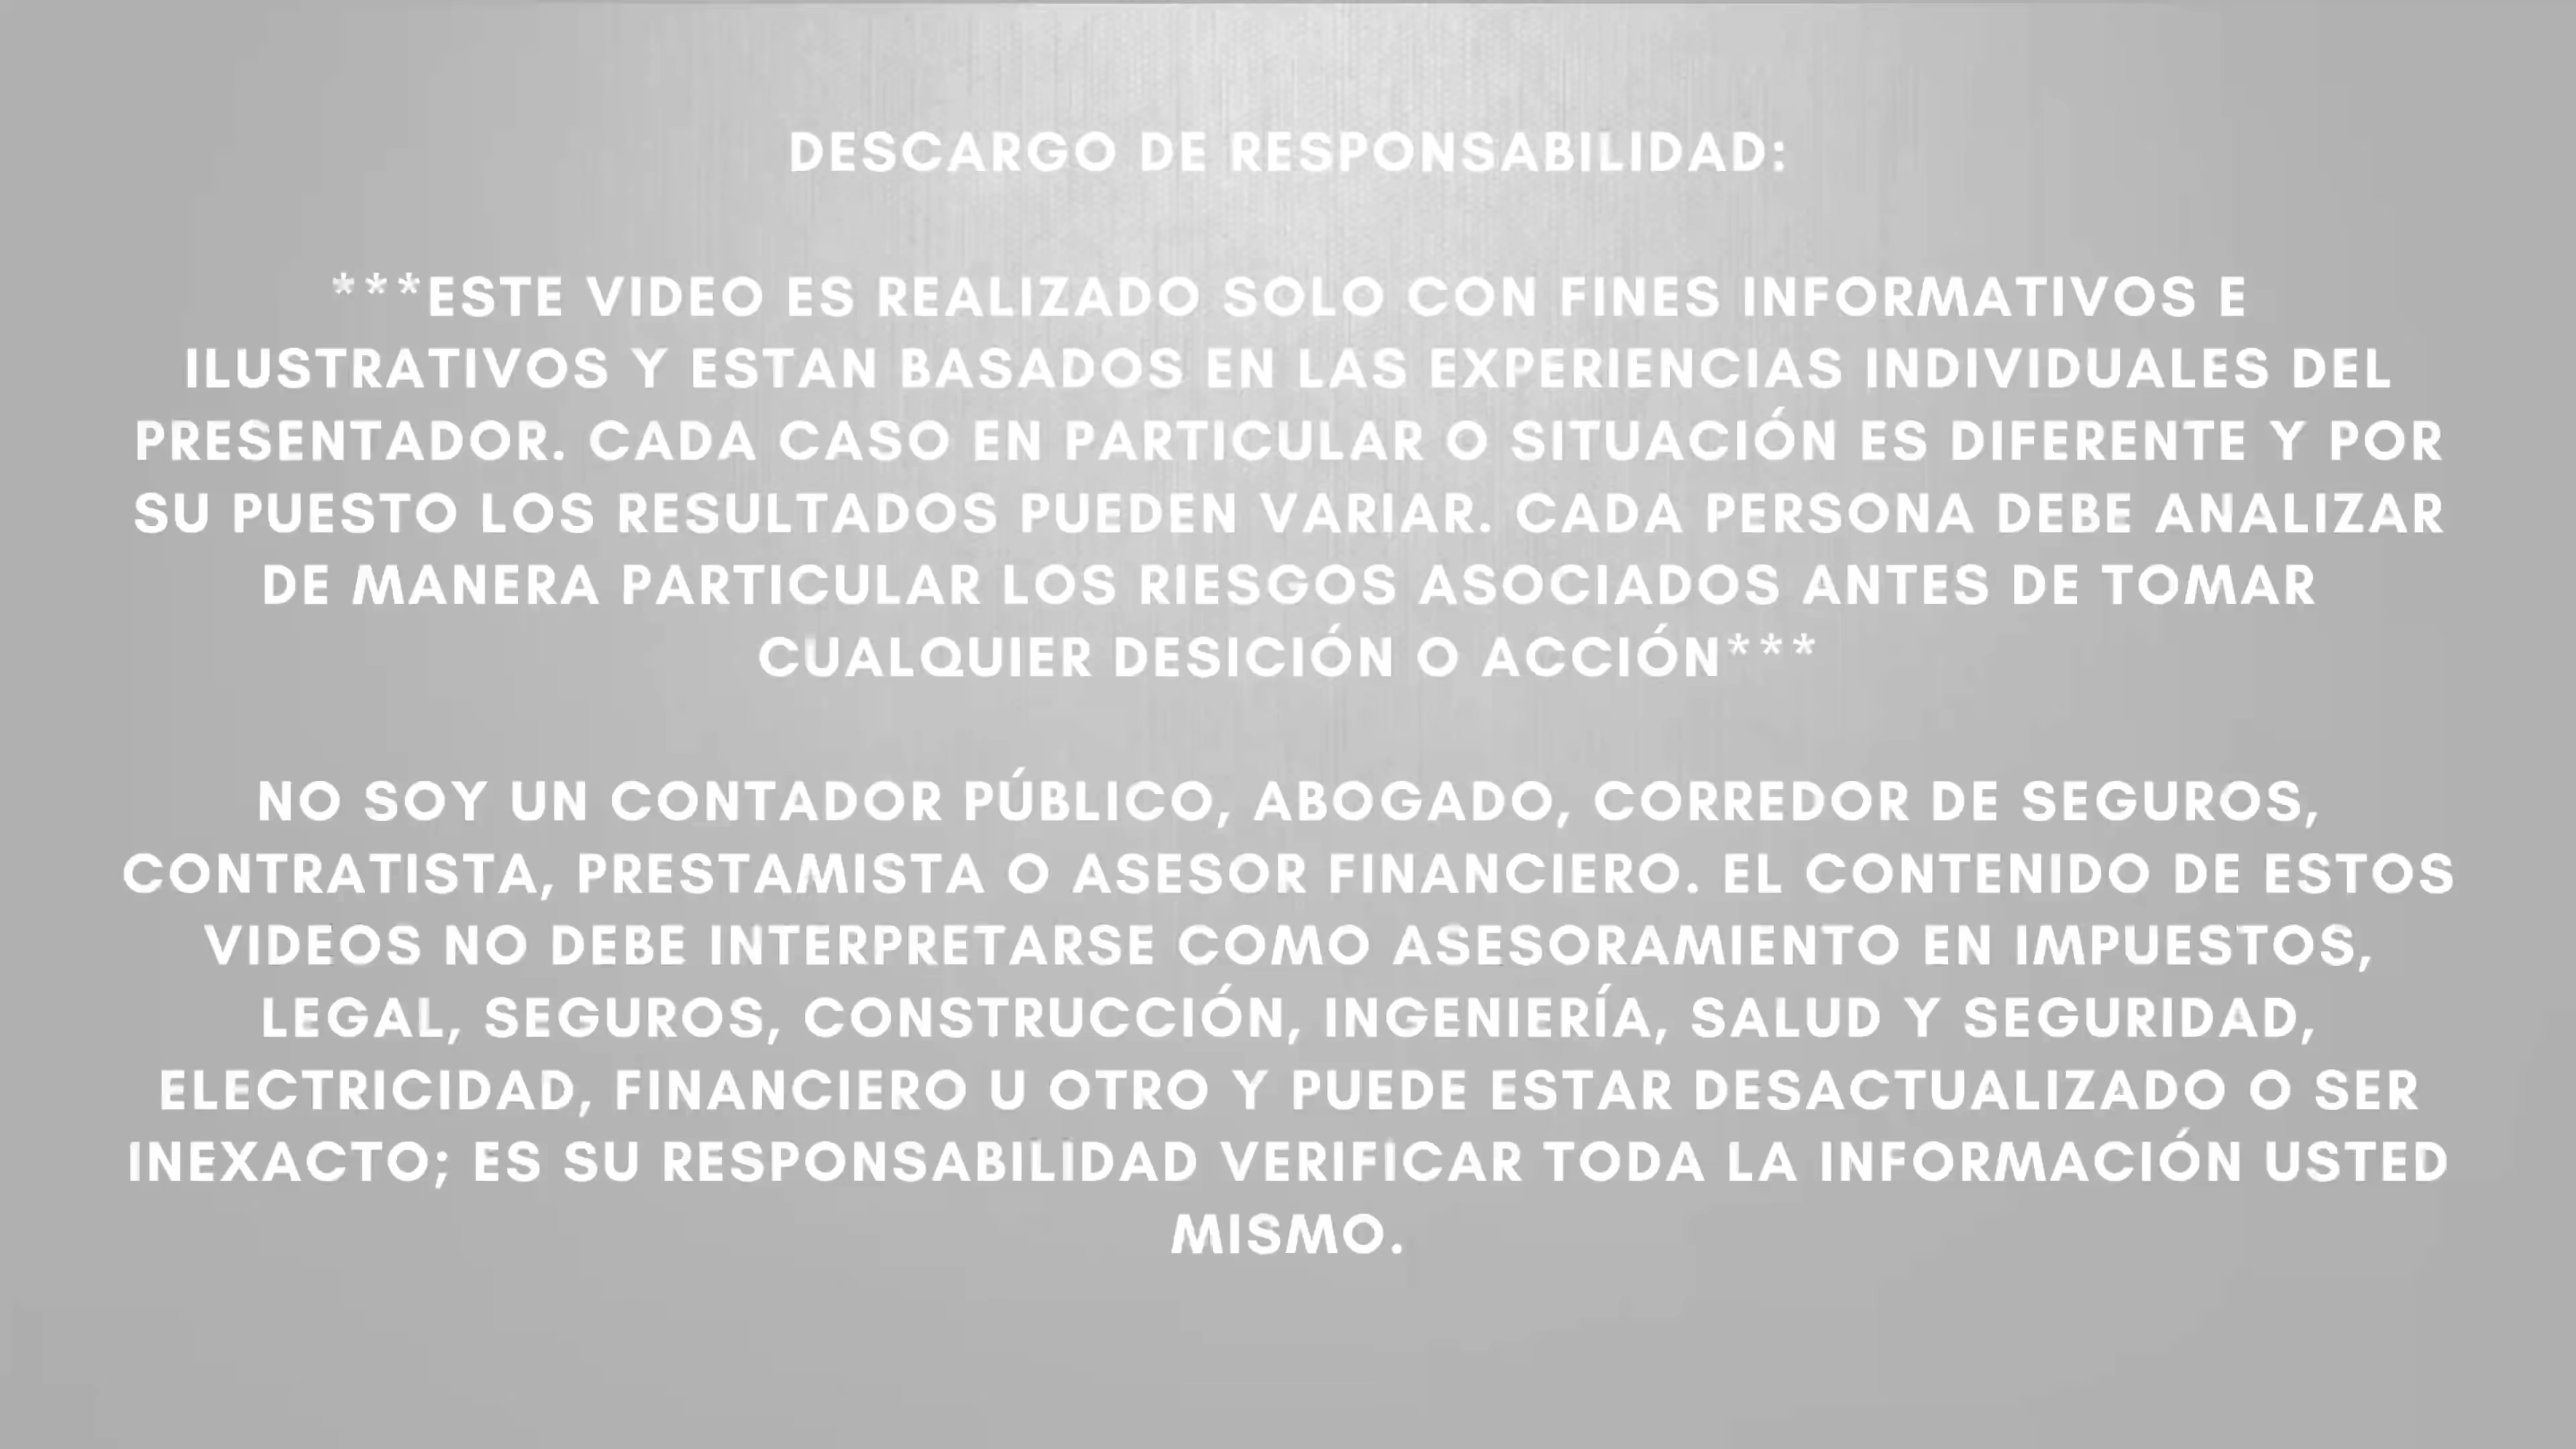 DESCARGO DE RESPONSABILIDAD:
***ESTE VIDEO ES REALIZADO SOLO CON FINES INFORMATIVOS E
ILUSTRATIVOS Y ESTAN BASADOS EN LAS EXPERIENCIAS INDIVIDUALES DEL
PRESENTADOR. CADA CASO EN PARTICULAR O SITUACIÓN ES DIFERENTE Y POR
SU PUESTO LOS RESULTADOS PUEDEN VARIAR. CADA PERSONA DEBE ANALIZAR
DE MANERA PARTICULAR LOS RIESGOS ASOCIADOS ANTES DE TOMAR
CUALQUIER DESICIÓN O ACCIÓN***
NO SOY UN CONTADOR PÚBLICO, ABOGADO, CORREDOR DE SEGUROS,
CONTRATISTA, PRESTAMISTA O ASESOR FINANCIERO. EL CONTENIDO DE ESTOS
VIDEOS NO DEBE INTERPRETARSE COMO ASESORAMIENTO EN IMPUESTOS,
LEGAL, SEGUROS, CONSTRUCCIÓN, INGENIERÍA, SALUD Y SEGURIDAD,
ELECTRICIDAD, FINANCIERO U OTRO Y PUEDE ESTAR DESACTUALIZADO O SER
INEXACTO; ES SU RESPONSABILIDAD VERIFICAR TODA LA INFORMACIÓN USTED
MISMO.